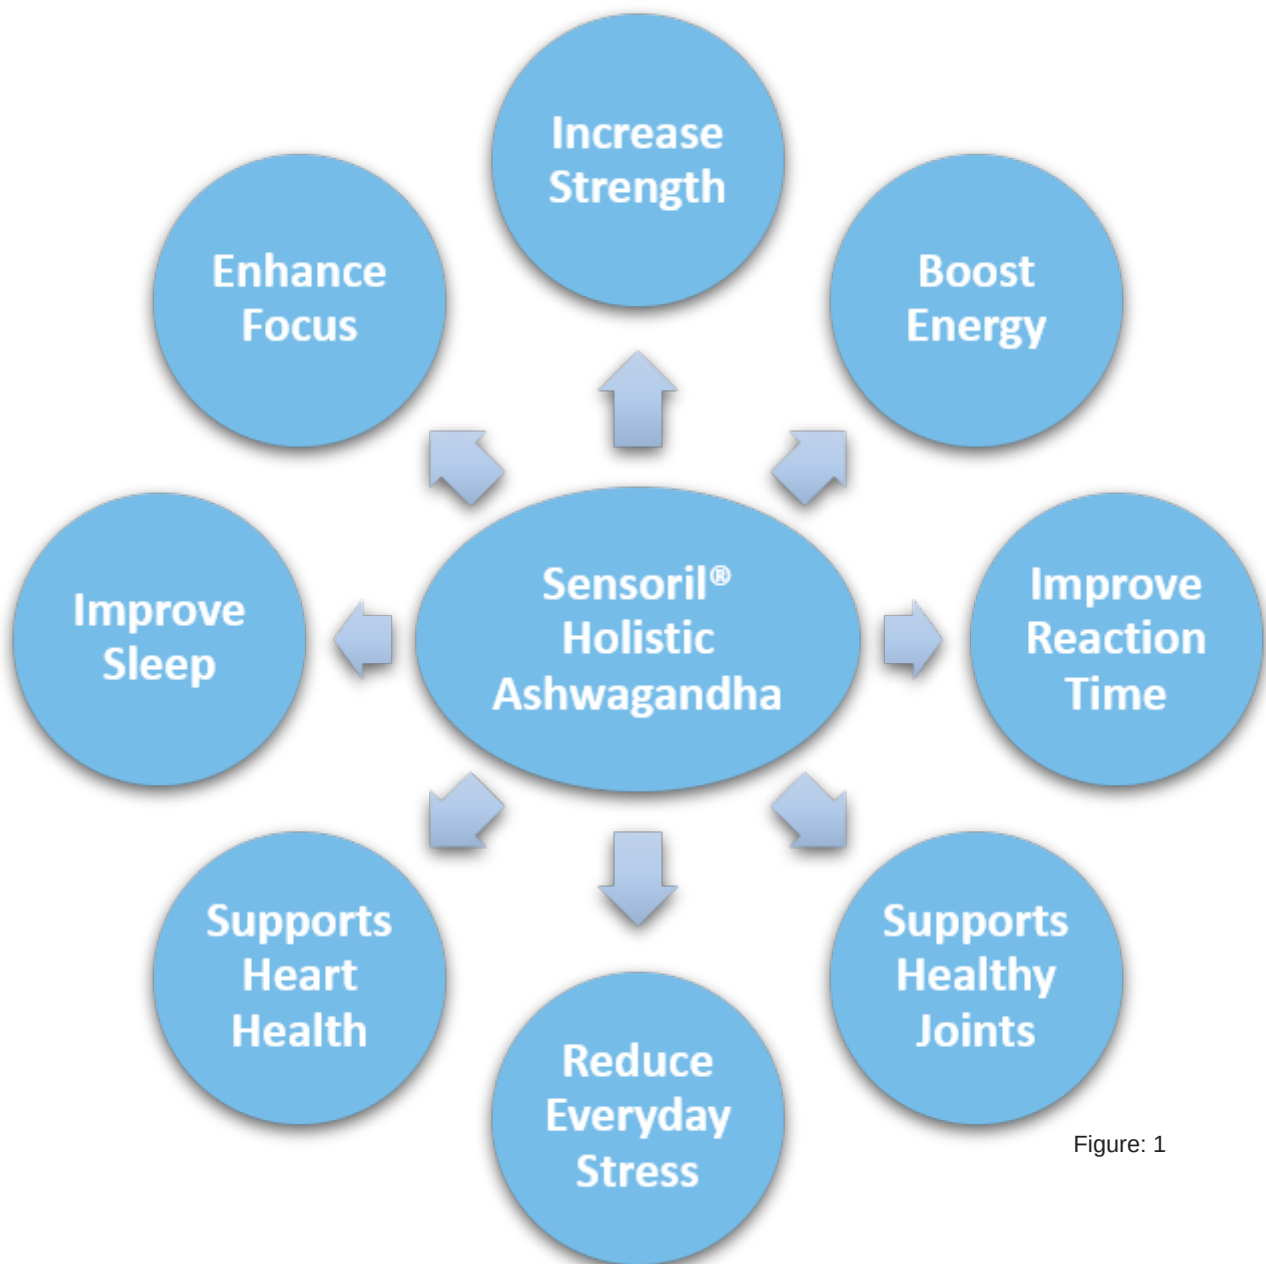 Increase
Strength
Boost
Energy
Improve
Reaction
Time
Supports
Healthy
Joints
Reduce
Everyday
Stress
Supports
Heart
Health
Improve
Sleep
Enhance
Focus
Sensoril®
Holistic
Ashwagandha
Figure: 1